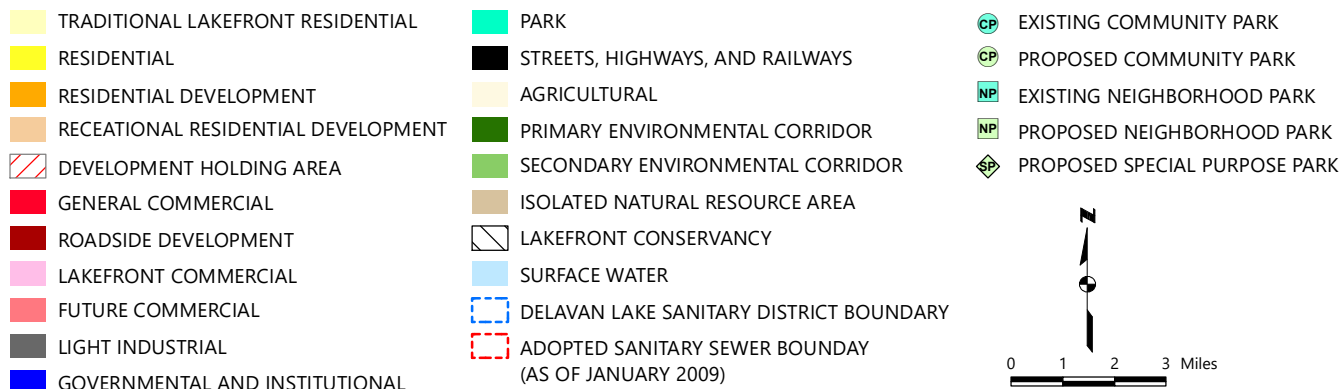 TRADITIONAL LAKEFRONT RESIDENTIAL
RESIDENTIAL
RESIDENTIAL DEVELOPMENT
RECEATIONAL RESIDENTIAL DEVELOPMENT
DEVELOPMENT HOLDING AREA
GENERAL COMMERCIAL
ROADSIDE DEVELOPMENT
LAKEFRONT COMMERCIAL
FUTURE COMMERCIAL
LIGHT INDUSTRIAL
GOVERNMENTAL AND INSTITUTIONAL
PARK
STREETS, HIGHWAYS, AND RAILWAYS
AGRICULTURAL
PRIMARY ENVIRONMENTAL CORRIDOR
SECONDARY ENVIRONMENTAL CORRIDOR
ISOLATED NATURAL RESOURCE AREA
LAKEFRONT CONSERVANCY
SURFACE WATER
DELAVAN LAKE SANITARY DISTRICT BOUNDARY
ADOPTED SANITARY SEWER BOUNDAY
(AS OF JANUARY 2009)
CP EXISTING COMMUNITY PARK
CP PROPOSED COMMUNITY PARK
NP EXISTING NEIGHBORHOOD PARK
NP PROPOSED NEIGHBORHOOD PARK
SP PROPOSED SPECIAL PURPOSE PARK
N
0 1 2 3 Miles